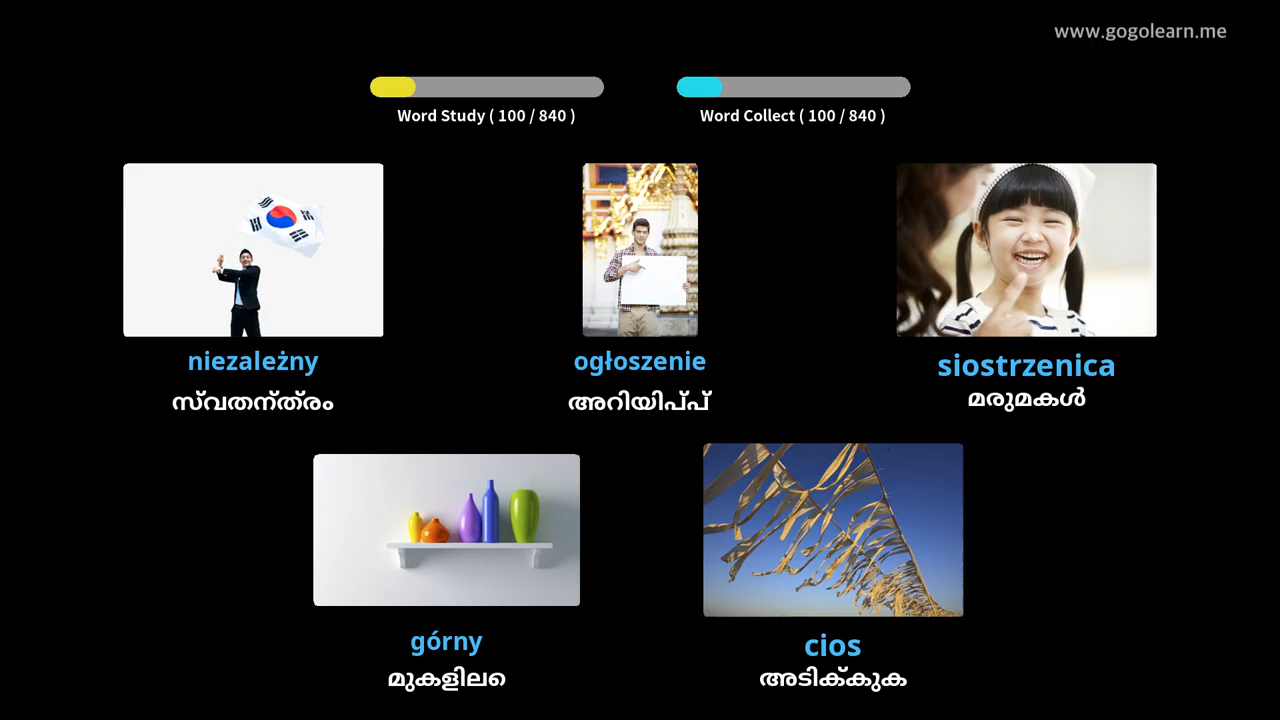 www.gogolearn.me
Word Study ( 100 / 840 )
Word Collect ( 100 / 840 )
niezależny
സ്വതന്ത്രം
ogłoszenie
അറിയിപ്പ്
siostrzenica
മരുമകൾ
górny
മുകളിലെ
cios
അടിക്കുക